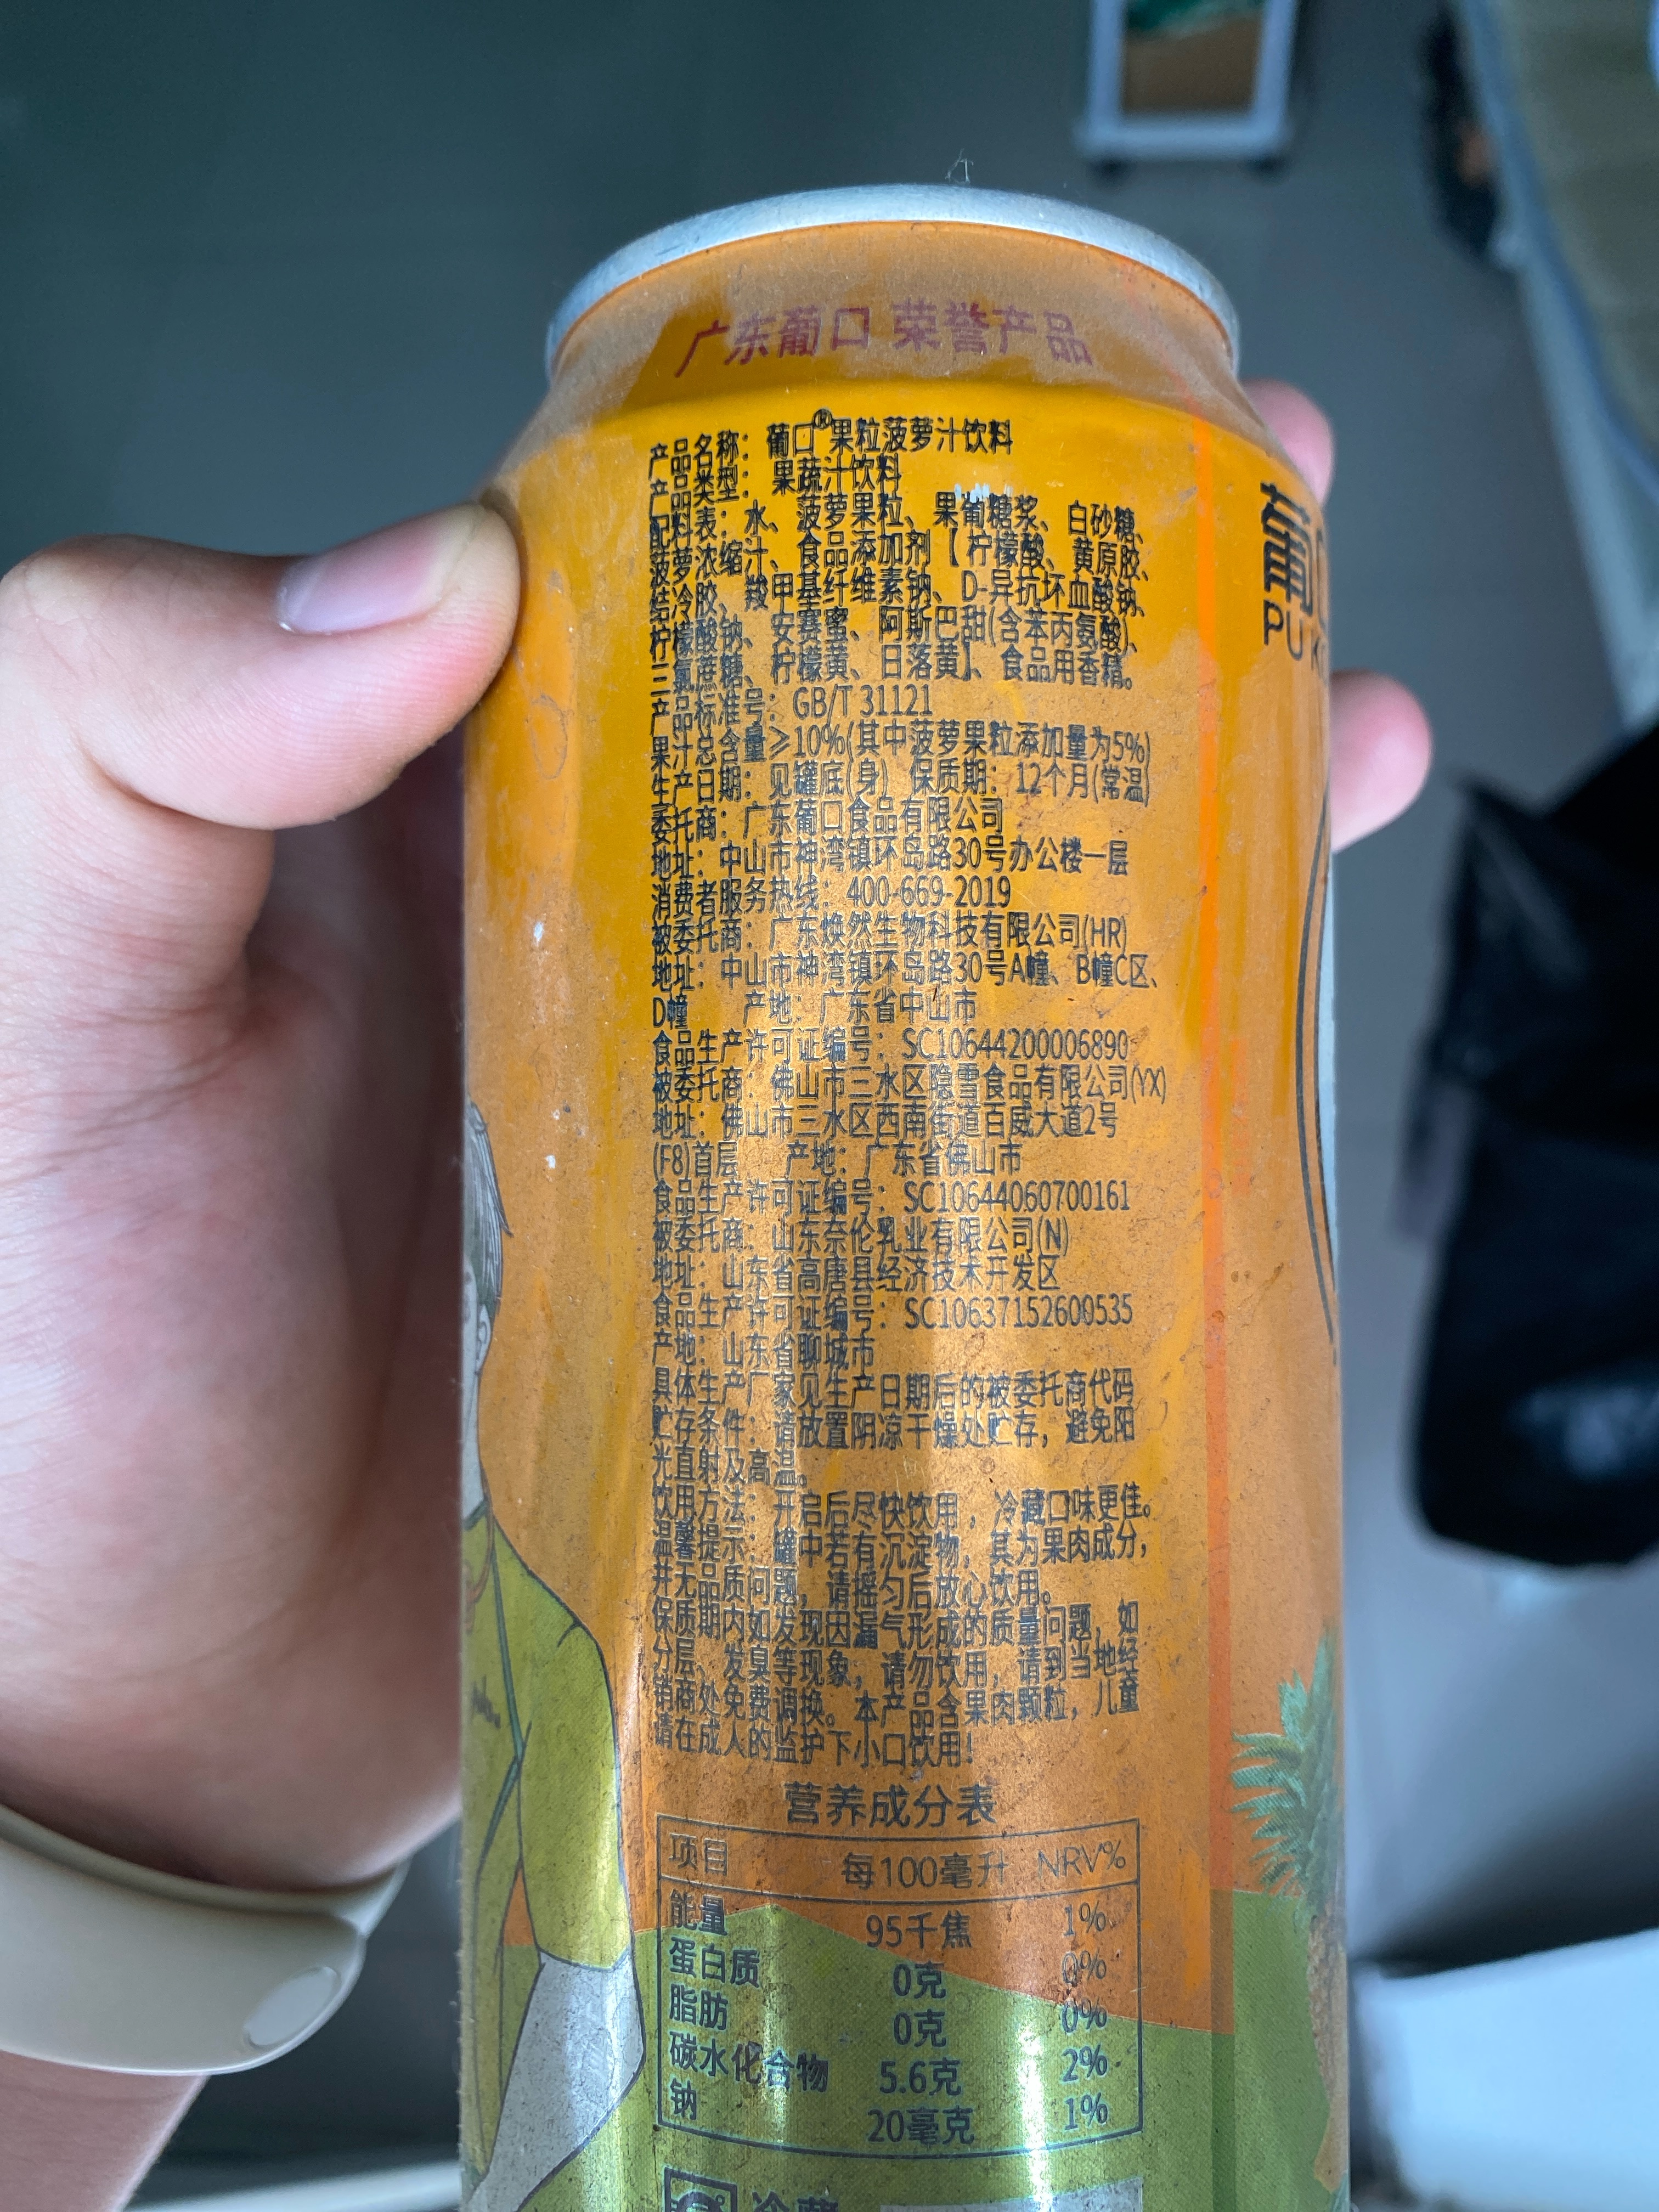 广东葡口 荣誉产品
产品名称：葡口®果粒菠萝汁饮料
产品类型：果蔬汁饮料
配料表：水、菠萝果粒、果葡糖浆、白砂糖、
菠萝浓缩汁、食品添加剂【柠檬酸、黄原胶、
结冷胶、羧甲基纤维素钠、D-异抗坏血酸钠、
柠檬酸钠、安赛蜜、阿斯巴甜(含苯丙氨酸)、
三氯蔗糖、柠檬黄、日落黄】、食品用香精。
产品标准号：GB/T 31121
果汁总含量≥10%(其中菠萝果粒添加量为5%)
生产日期：见罐底(身) 保质期：12个月(常温)
委托商：广东葡口食品有限公司
地址：中山市神湾镇环岛路30号办公楼一层
消费者服务热线：400-669-2019
被委托商：广东焕然生物科技有限公司(HR)
地址：中山市神湾镇环岛路30号A幢、B幢C区、
D幢 产地：广东省中山市
食品生产许可证编号：SC10644200006890
被委托商：佛山市三水区隐雪食品有限公司(YX)
地址：佛山市三水区西南街道百威大道2号
(F8)首层 产地：广东省佛山市
食品生产许可证编号：SC10644060700161
被委托商：山东奈伦乳业有限公司(N)
地址：山东省高唐县经济技术开发区
食品生产许可证编号：SC10637152600535
产地：山东省聊城市
具体生产厂家见生产日期后的被委托商代码
贮存条件：请放置阴凉干燥处贮存，避免阳
光直射及高温。
饮用方法：开启后尽快饮用，冷藏口味更佳。
温馨提示：罐中若有沉淀物，其为果肉成分，
并无品质问题，请摇匀后放心饮用。
保质期内如发现因漏气形成的质量问题，如
分层、发臭等现象，请勿饮用，请到当地经
销商处免费调换。本产品含果肉颗粒，儿童
请在成人的监护下小口饮用！
营养成分表
项目 每100毫升 NRV%
能量 95千焦 1%
蛋白质 0克 0%
脂肪 0克 0%
碳水化合物 5.6克 2%
钠 20毫克 1%
冷藏
葡
PU K